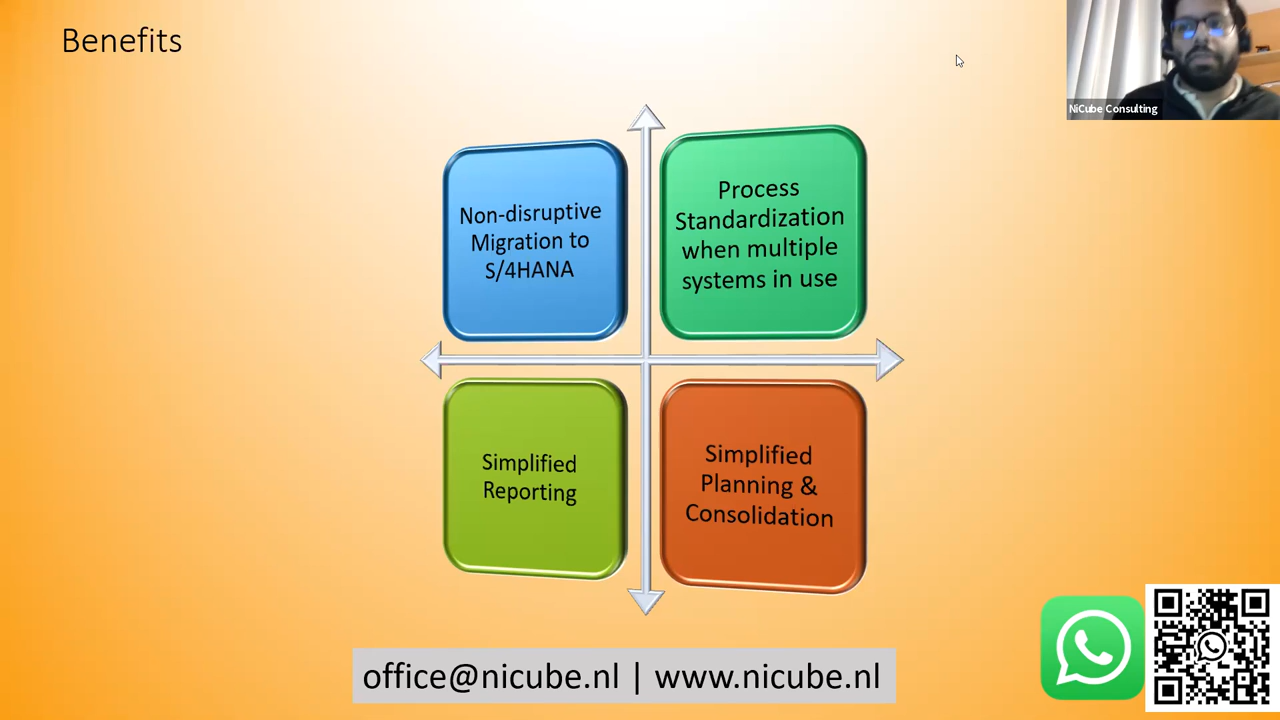 Benefits
NiCube Consulting
Non-disruptive
Migration to
S/4HANA
Process
Standardization
when multiple
systems in use
Simplified
Reporting
Simplified
Planning &
Consolidation
office@nicube.nl | www.nicube.nl